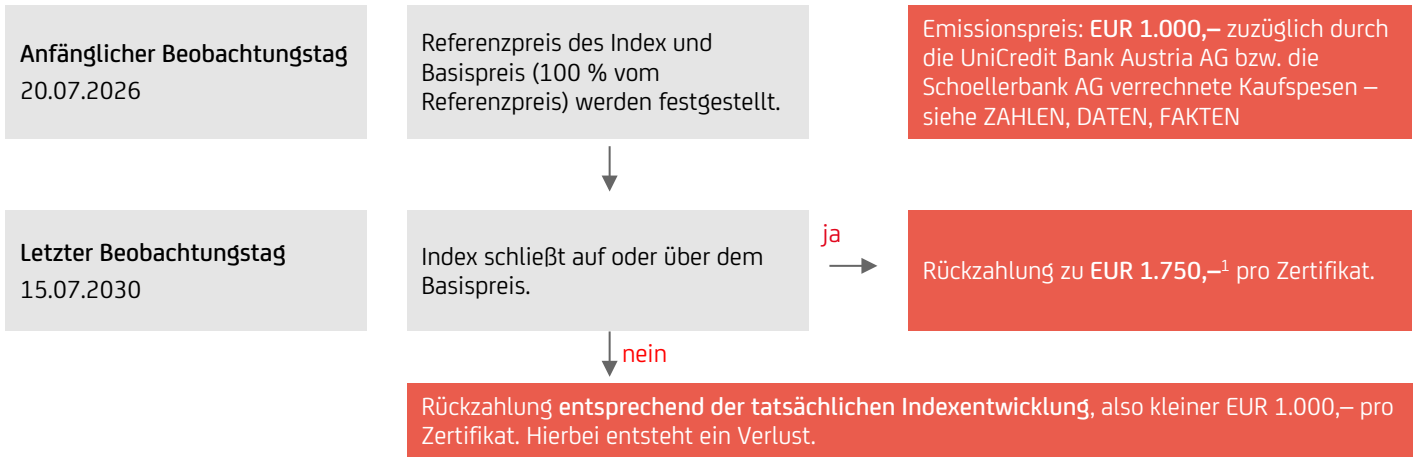 Anfänglicher Beobachtungstag
20.07.2026
Referenzpreis des Index und
Basispreis (100 % vom
Referenzpreis) werden festgestellt.
Emissionspreis: EUR 1.000,– zuzüglich durch
die UniCredit Bank Austria AG bzw. die
Schoellerbank AG verrechnete Kaufspesen –
siehe ZAHLEN, DATEN, FAKTEN
Letzter Beobachtungstag
15.07.2030
Index schließt auf oder über dem
Basispreis.
ja
Rückzahlung zu EUR 1.750,–¹ pro Zertifikat.
nein
Rückzahlung entsprechend der tatsächlichen Indexentwicklung, also kleiner EUR 1.000,– pro
Zertifikat. Hierbei entsteht ein Verlust.